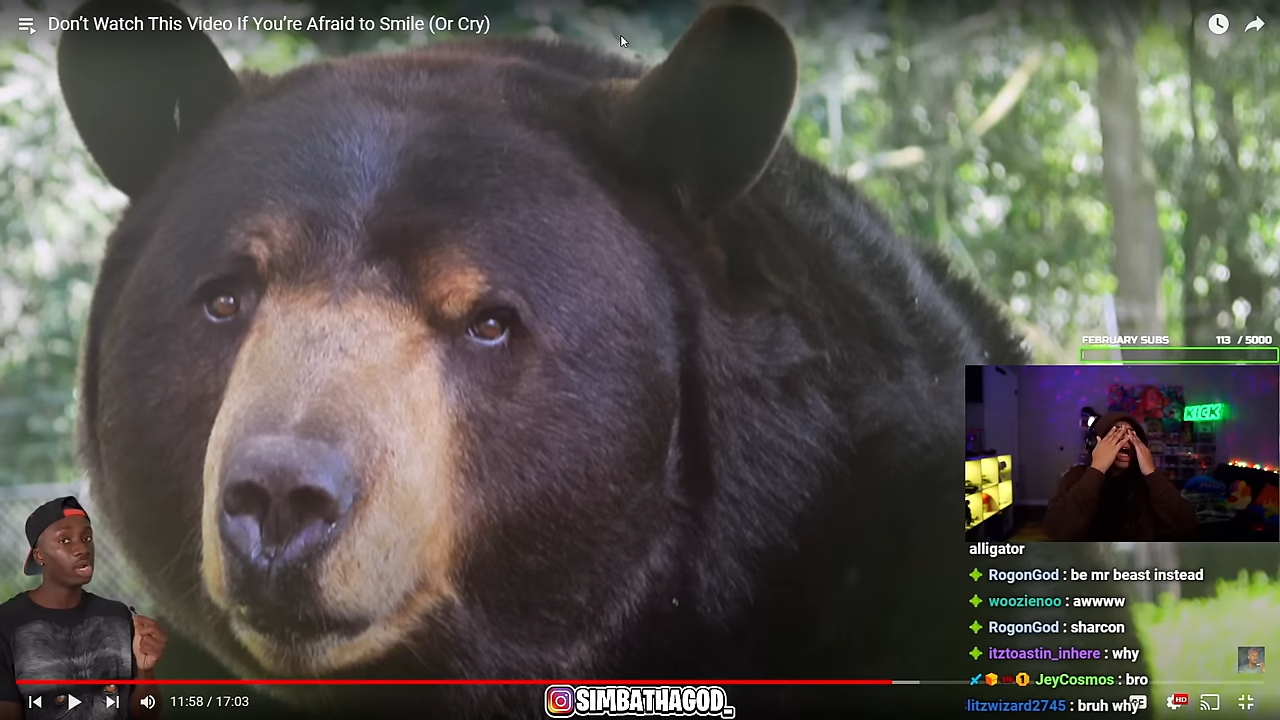 Don’t Watch This Video If You’re Afraid to Smile (Or Cry)
FEBRUARY SUBS 113 / 5000
KICK
alligator
RogonGod : be mr beast instead
woozienoo : awwww
RogonGod : sharcon
itztoastin_inhere : why
1 JeyCosmos : bro
litzwizard2745 : bruh why
11:58 / 17:03
HD
SIMBATHAGOD_